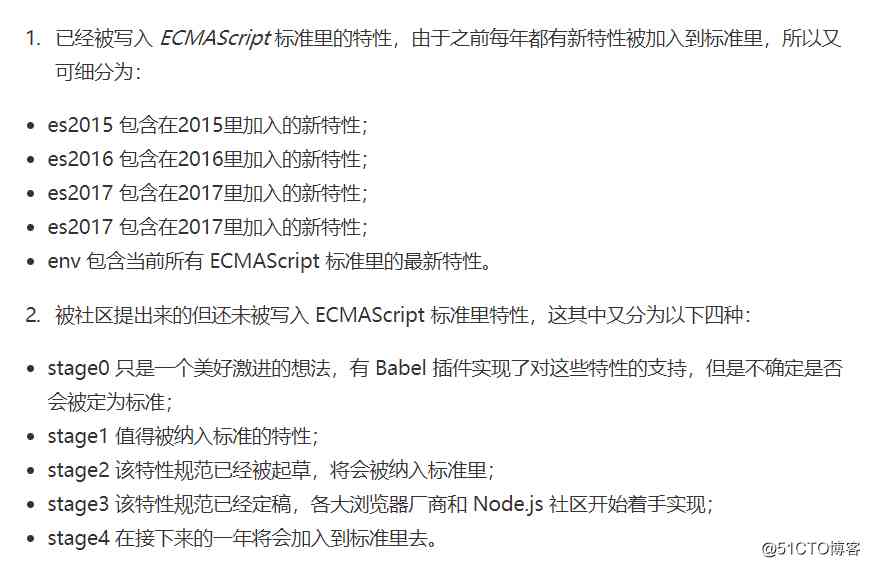 1. 已经被写入 ECMAScript 标准里的特性，由于之前每年都有新特性被加入到标准里，所以又
可细分为：
• es2015 包含在2015里加入的新特性；
• es2016 包含在2016里加入的新特性；
• es2017 包含在2017里加入的新特性；
• es2017 包含在2017里加入的新特性；
• env 包含当前所有 ECMAScript 标准里的最新特性。
2. 被社区提出来的但还未被写入 ECMAScript 标准里特性，这其中又分为以下四种：
• stage0 只是一个美好激进的想法，有 Babel 插件实现了对这些特性的支持，但是不确定是否
会被定为标准；
• stage1 值得被纳入标准的特性；
• stage2 该特性规范已经被起草，将会被纳入标准里；
• stage3 该特性规范已经定稿，各大浏览器厂商和 Node.js 社区开始着手实现；
• stage4 在接下来的一年将会加入到标准里去。
@51CTO博客